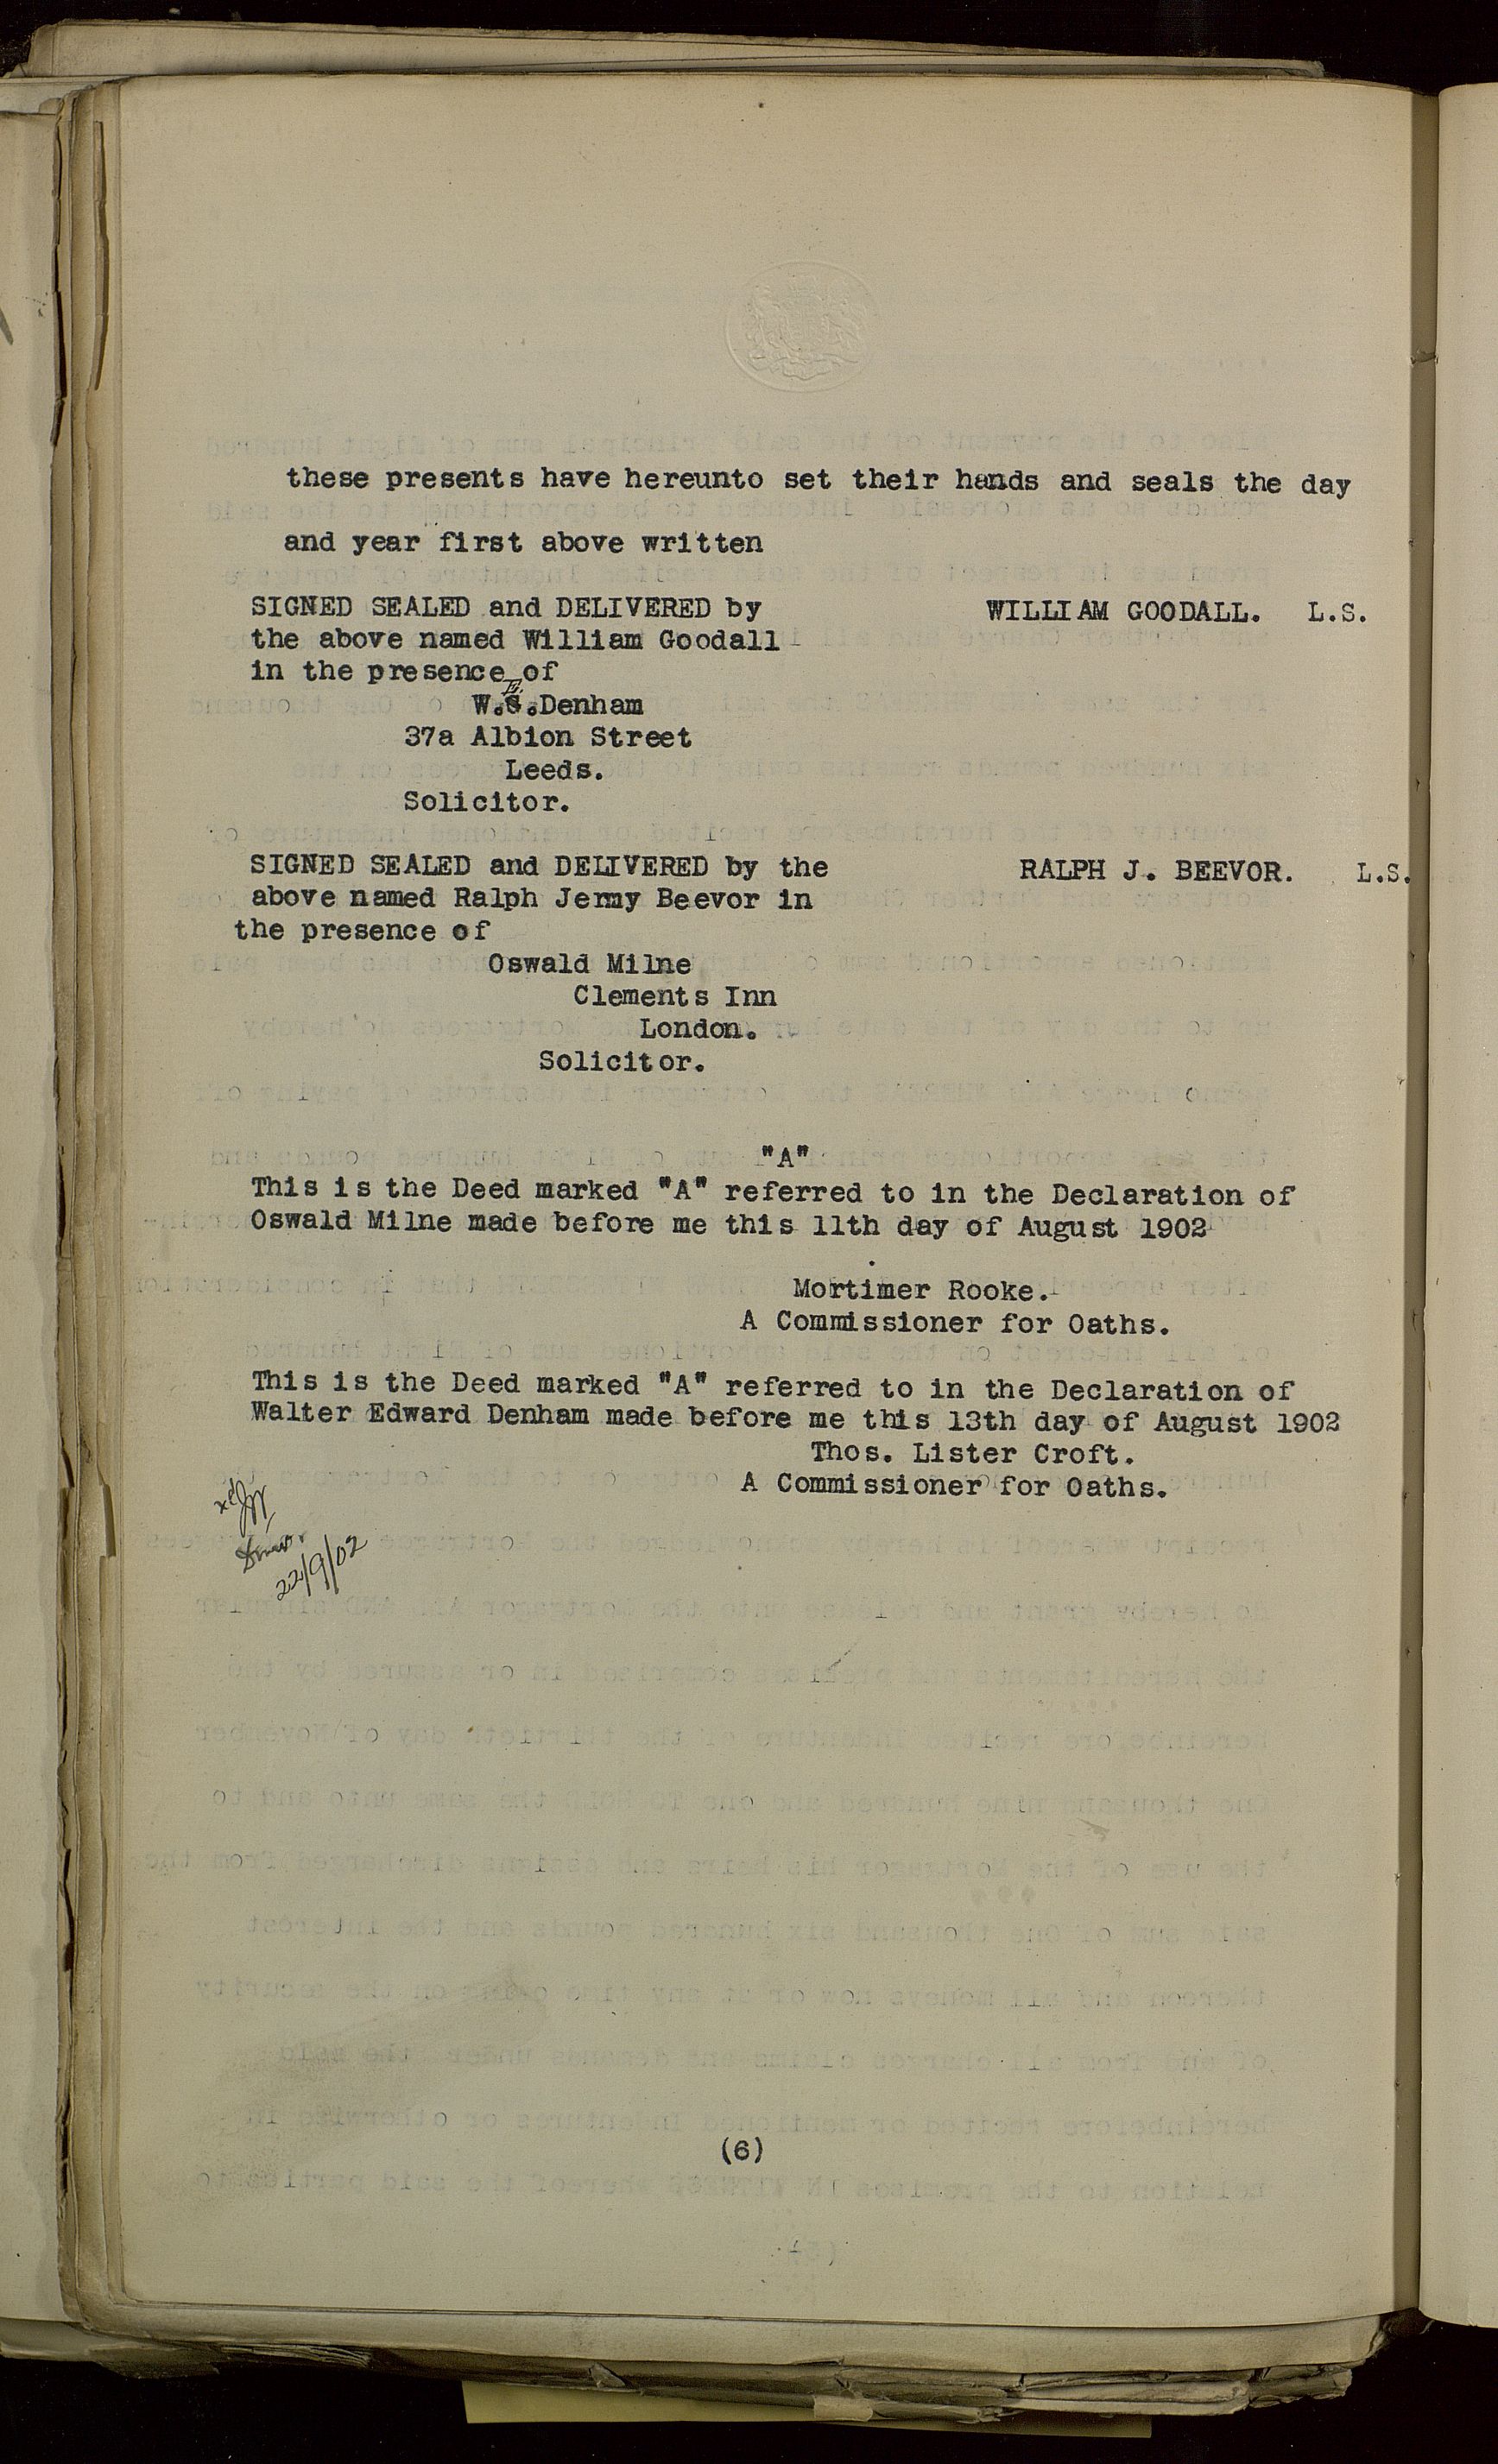 these presents have hereunto set their hands and seals the day
and year first above written
SIGNED SEALED and DELIVERED by WILLIAM GOODALL. L.S.
the above named William Goodall
in the presence of
W.E.Denham
37a Albion Street
Leeds.
Solicitor.
SIGNED SEALED and DELIVERED by the RALPH J. BEEVOR. L.S.
above named Ralph Jermy Beevor in
the presence of
Oswald Milne
Clements Inn
London.
Solicitor.
"A"
This is the Deed marked "A" referred to in the Declaration of
Oswald Milne made before me this 11th day of August 1902
Mortimer Rooke.
A Commissioner for Oaths.
This is the Deed marked "A" referred to in the Declaration of
Walter Edward Denham made before me this 13th day of August 1902
Thos. Lister Croft.
A Commissioner for Oaths.
22/9/02
(6)